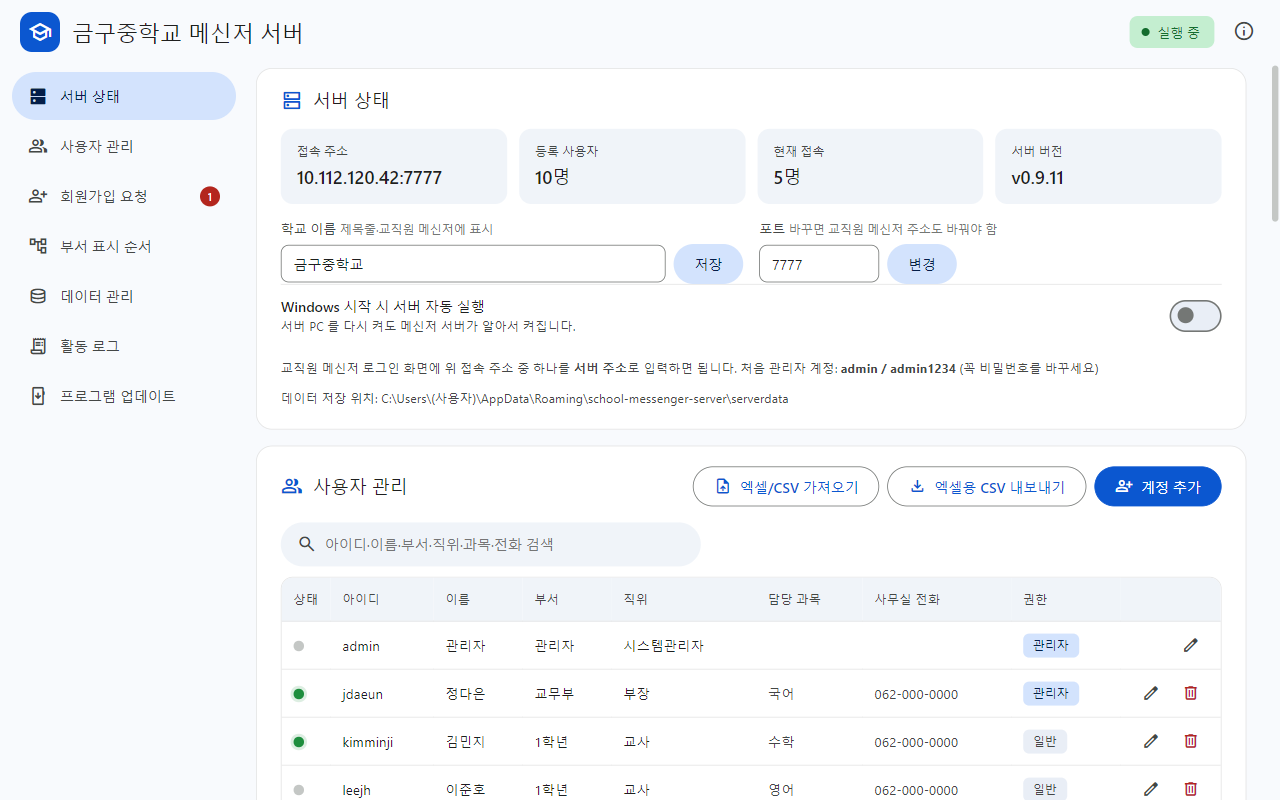 금구중학교 메신저 서버
실행 중
서버 상태
사용자 관리
회원가입 요청
1
부서 표시 순서
데이터 관리
활동 로그
프로그램 업데이트
서버 상태
접속 주소
10.112.120.42:7777
등록 사용자
10명
현재 접속
5명
서버 버전
v0.9.11
학교 이름 제목줄·교직원 메신저에 표시
금구중학교
저장
포트 바꾸면 교직원 메신저 주소도 바꿔야 함
7777
변경
Windows 시작 시 서버 자동 실행
서버 PC 를 다시 켜도 메신저 서버가 알아서 켜집니다.
교직원 메신저 로그인 화면에 위 접속 주소 중 하나를 서버 주소로 입력하면 됩니다. 처음 관리자 계정: admin / admin1234 (꼭 비밀번호를 바꾸세요)
데이터 저장 위치: C:\Users\(사용자)\AppData\Roaming\school-messenger-server\serverdata
사용자 관리
엑셀/CSV 가져오기
엑셀용 CSV 내보내기
계정 추가
아이디·이름·부서·직위·과목·전화 검색
상태 아이디 이름 부서 직위 담당 과목 사무실 전화 권한
admin 관리자 관리자 시스템관리자 관리자
jdaeun 정다은 교무부 부장 국어 062-000-0000 관리자
kimminji 김민지 1학년 교사 수학 062-000-0000 일반
leejh 이준호 1학년 교사 영어 062-000-0000 일반